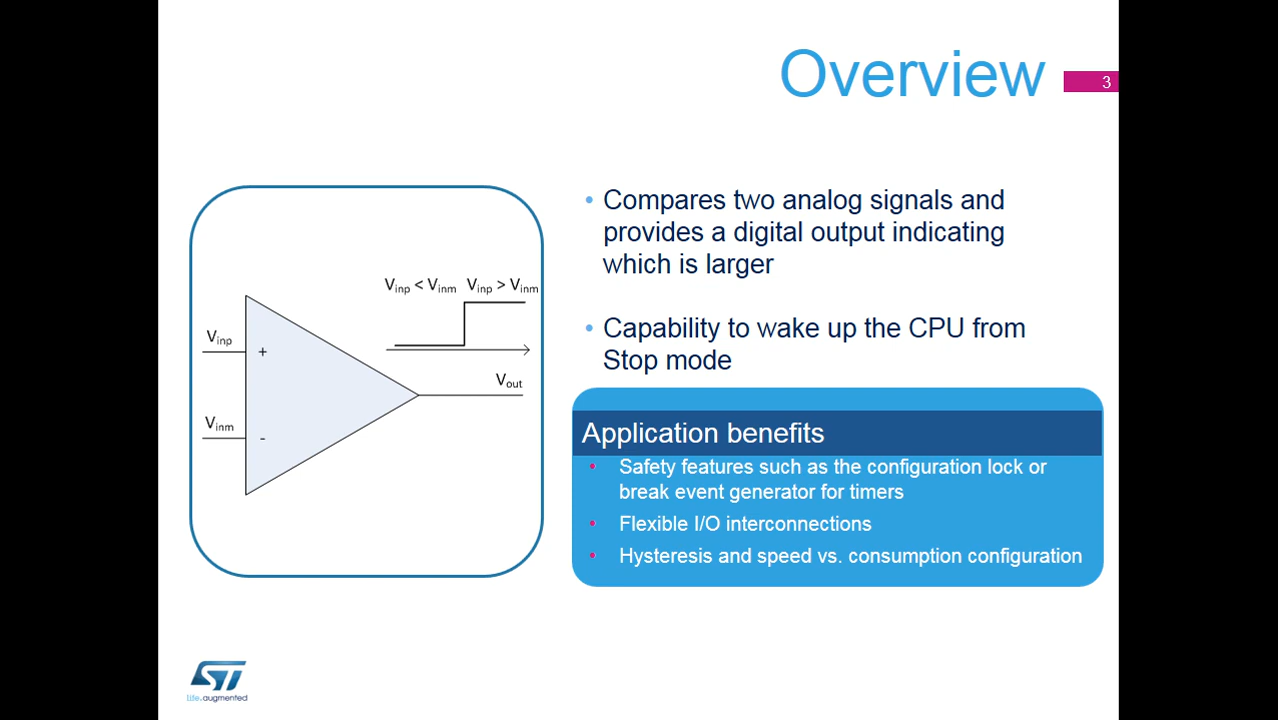 Overview
3
• Compares two analog signals and
provides a digital output indicating
which is larger
• Capability to wake up the CPU from
Stop mode
Vinp < Vinm Vinp > Vinm
Vinp
+
Vout
Vinm
-
Application benefits
• Safety features such as the configuration lock or
break event generator for timers
• Flexible I/O interconnections
• Hysteresis and speed vs. consumption configuration
ST
life.augmented